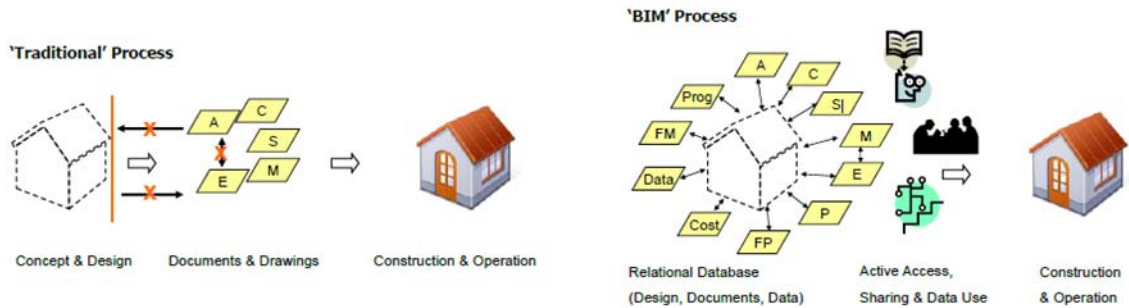 ‘Traditional’ Process
A
C
S
E
M
Concept & Design
Documents & Drawings
Construction & Operation
‘BIM’ Process
A
C
S|
M
E
P
FP
Cost
Data
FM
Prog
Relational Database
(Design, Documents, Data)
Active Access,
Sharing & Data Use
Construction
& Operation